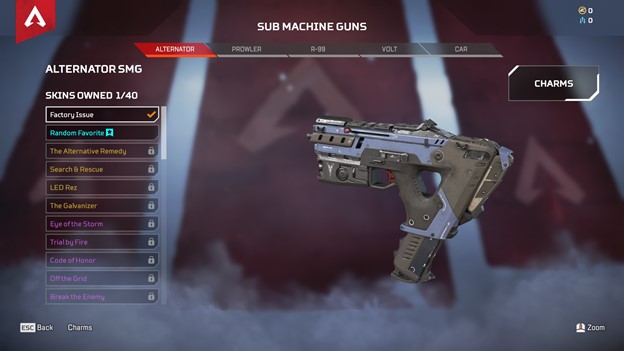 0
0
SUB MACHINE GUNS
ALTERNATOR
PROWLER
R-99
VOLT
CAR
ALTERNATOR SMG
CHARMS
SKINS OWNED 1/40
Factory Issue
Random Favorite
The Alternative Remedy
Search & Rescue
LED Rez
The Galvanizer
Eye of the Storm
Trial by Fire
Code of Honor
Off the Grid
Break the Enemy
ESC Back Charms
Zoom